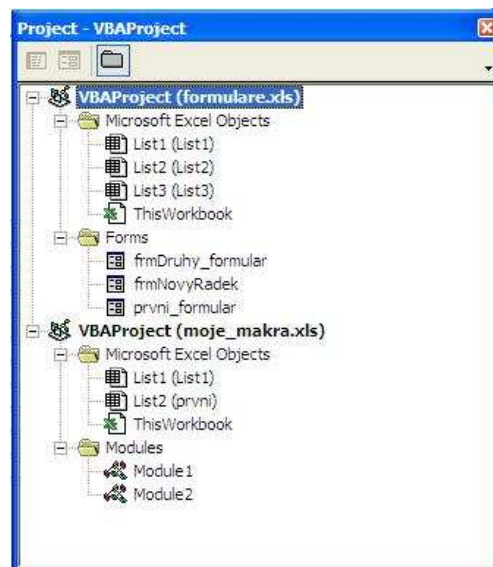 Project - VBAProject
VBAProject (formulare.xls)
Microsoft Excel Objects
List1 (List1)
List2 (List2)
List3 (List3)
ThisWorkbook
Forms
frmDruhy_formular
frmNovyRadek
prvni_formular
VBAProject (moje_makra.xls)
Microsoft Excel Objects
List1 (List1)
List2 (prvni)
ThisWorkbook
Modules
Module1
Module2